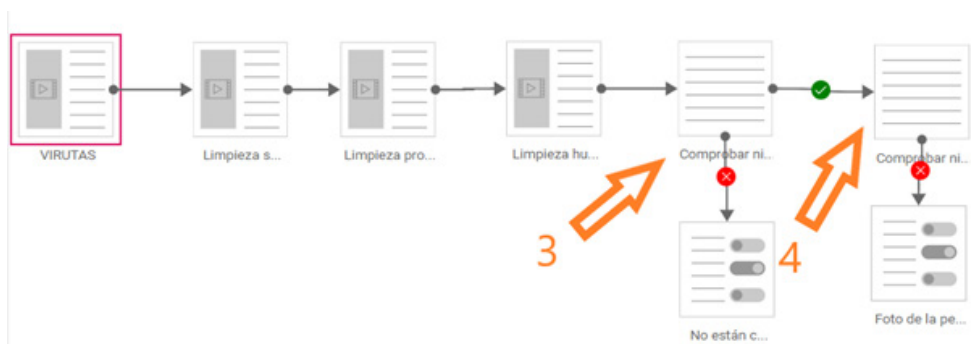 VIRUTAS
Limpieza s...
Limpieza pro...
Limpieza hu...
Comprobar ni...
Comprobar ni...
3
4
No están c...
Foto de la pe...